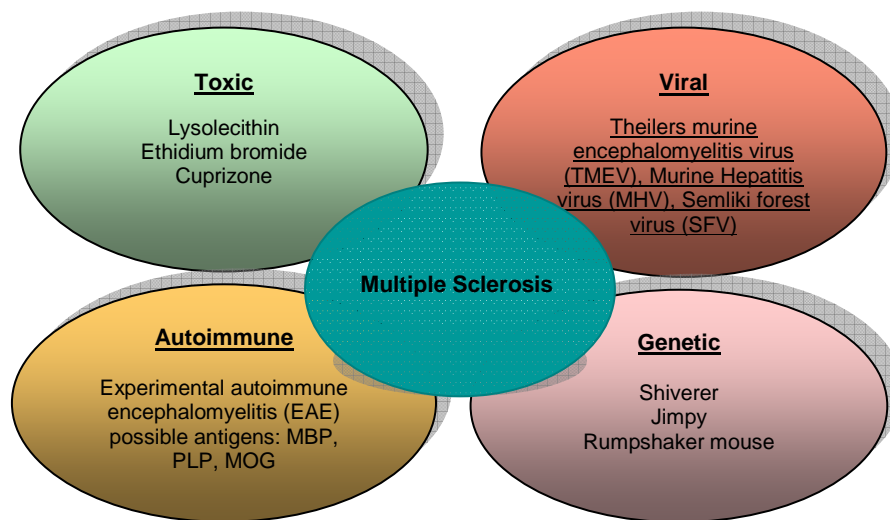 Toxic
Lysolecithin
Ethidium bromide
Cuprizone
Viral
Theilers murine
encephalomyelitis virus
(TMEV), Murine Hepatitis
virus (MHV), Semliki forest
virus (SFV)
Multiple Sclerosis
Autoimmune
Experimental autoimmune
encephalomyelitis (EAE)
possible antigens: MBP,
PLP, MOG
Genetic
Shiverer
Jimpy
Rumpshaker mouse